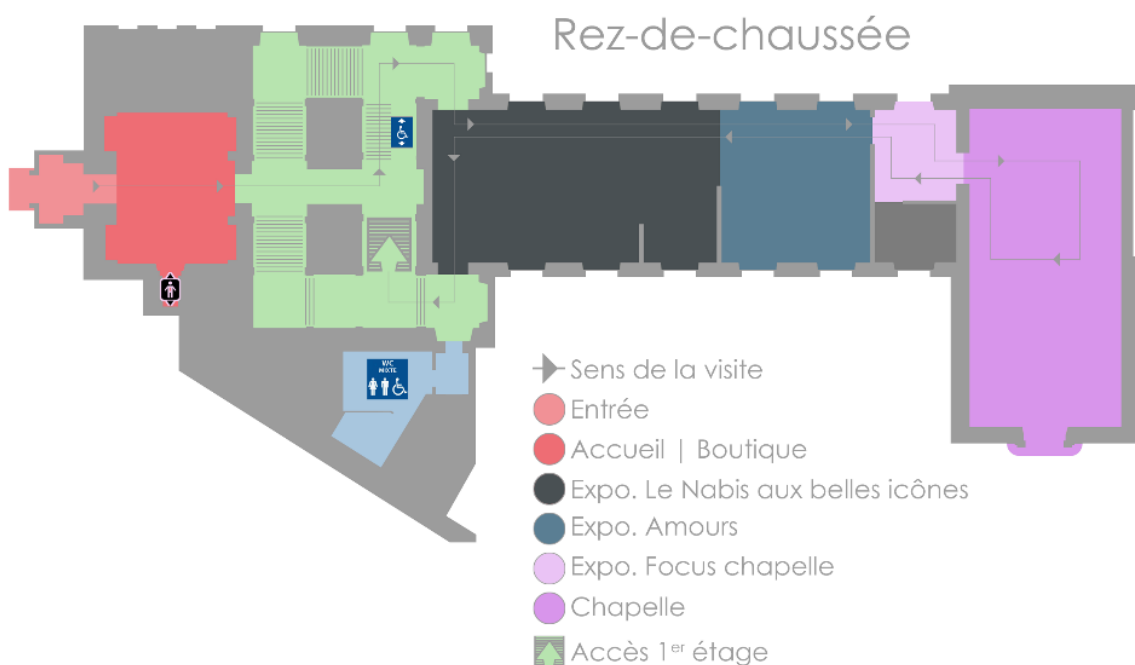 Rez-de-chaussée
WC
MIXTE
Sens de la visite
Entrée
Accueil | Boutique
Expo. Le Nabis aux belles icônes
Expo. Amours
Expo. Focus chapelle
Chapelle
Accès 1er étage